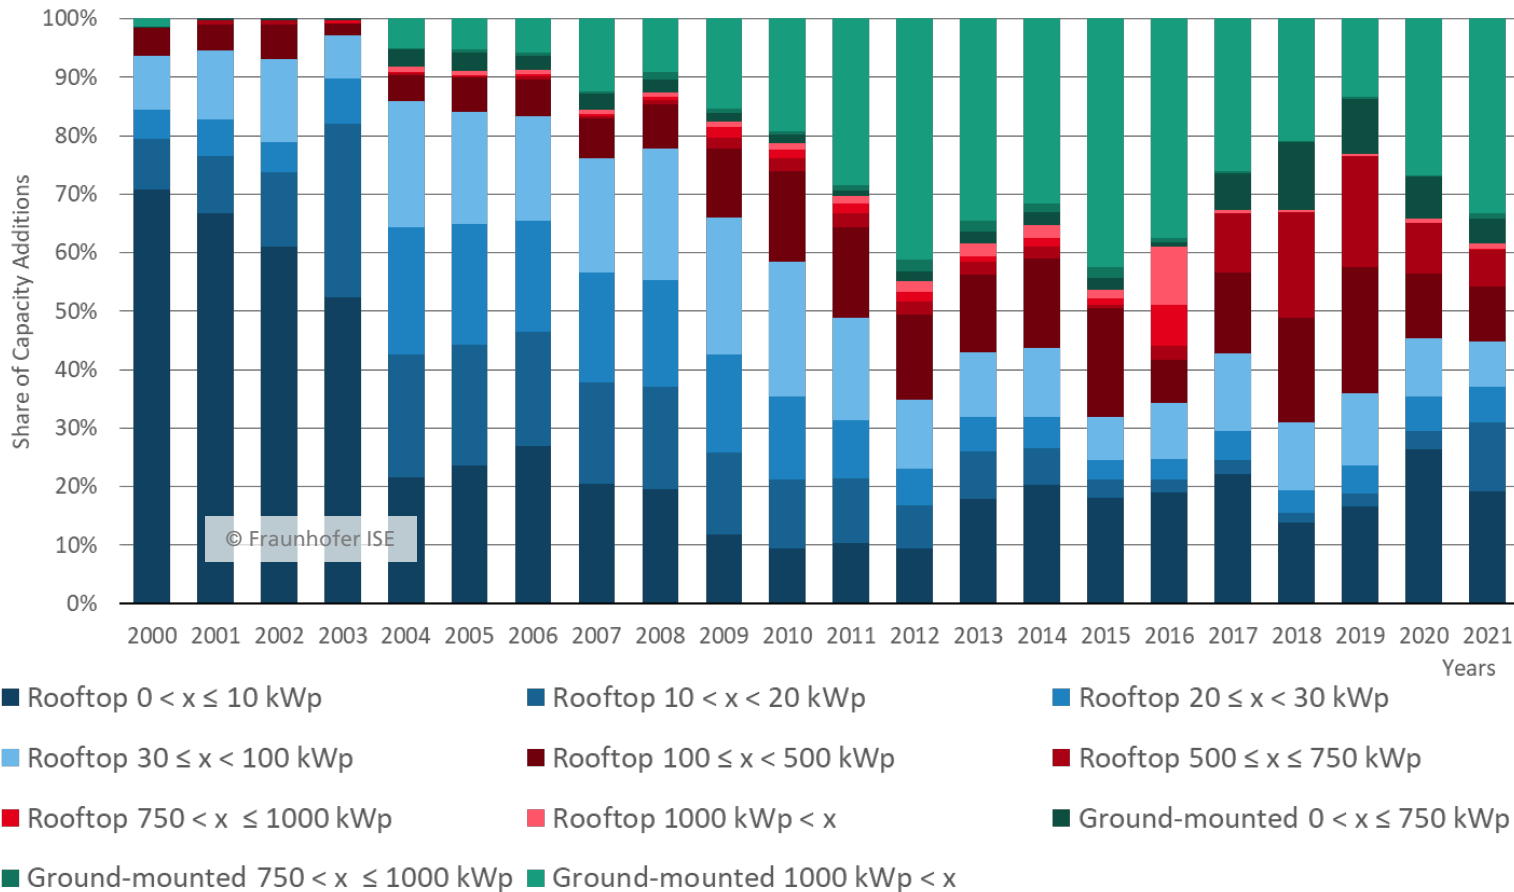 100%
90%
80%
70%
60%
50%
40%
30%
20%
10%
0%
Share of Capacity Additions
© Fraunhofer ISE
2000 2001 2002 2003 2004 2005 2006 2007 2008 2009 2010 2011 2012 2013 2014 2015 2016 2017 2018 2019 2020 2021
Years
Rooftop 0 < x ≤ 10 kWp
Rooftop 10 < x < 20 kWp
Rooftop 20 ≤ x < 30 kWp
Rooftop 30 ≤ x < 100 kWp
Rooftop 100 ≤ x < 500 kWp
Rooftop 500 ≤ x ≤ 750 kWp
Rooftop 750 < x ≤ 1000 kWp
Rooftop 1000 kWp < x
Ground-mounted 0 < x ≤ 750 kWp
Ground-mounted 750 < x ≤ 1000 kWp
Ground-mounted 1000 kWp < x